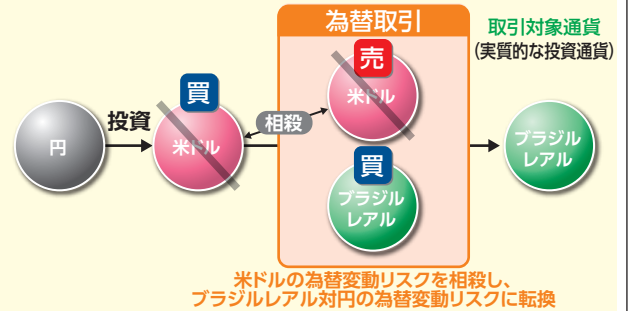 為替取引
取引対象通貨
(実質的な投資通貨)
売
米ドル
買
投資
相殺
円
米ドル
買
ブラジル
レアル
ブラジル
レアル
米ドルの為替変動リスクを相殺し、
ブラジルレアル対円の為替変動リスクに転換